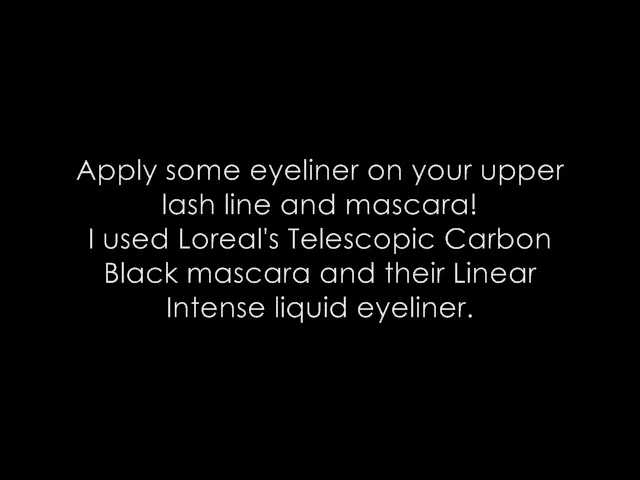 Apply some eyeliner on your upper
lash line and mascara!
I used Loreal's Telescopic Carbon
Black mascara and their Linear
Intense liquid eyeliner.